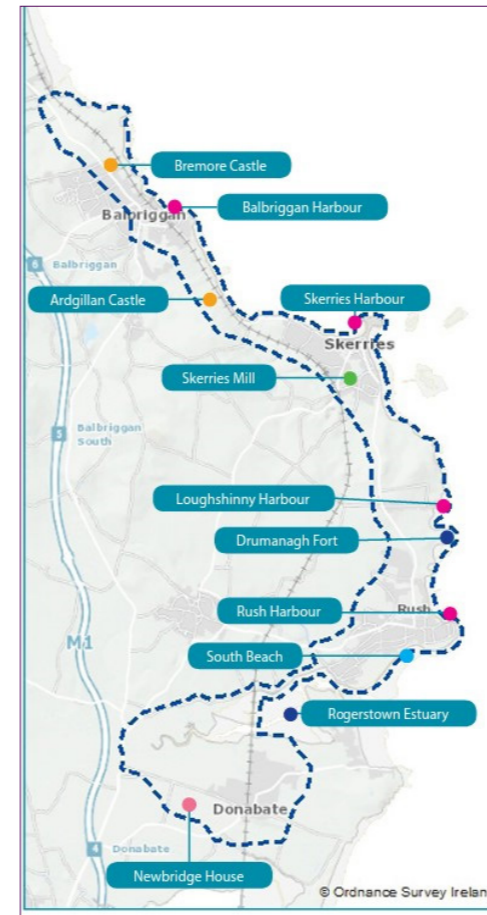 Bremore Castle
Balbriggan Harbour
Balbriggan
6 Balbriggan
Ardgillan Castle
Skerries Harbour
Skerries
Skerries Mill
5 Balbriggan
South
Loughshinny Harbour
Drumanagh Fort
Rush Harbour
Rush
M1
South Beach
Rogerstown Estuary
Donabate
4 Donabate
Newbridge House
© Ordnance Survey Irelan